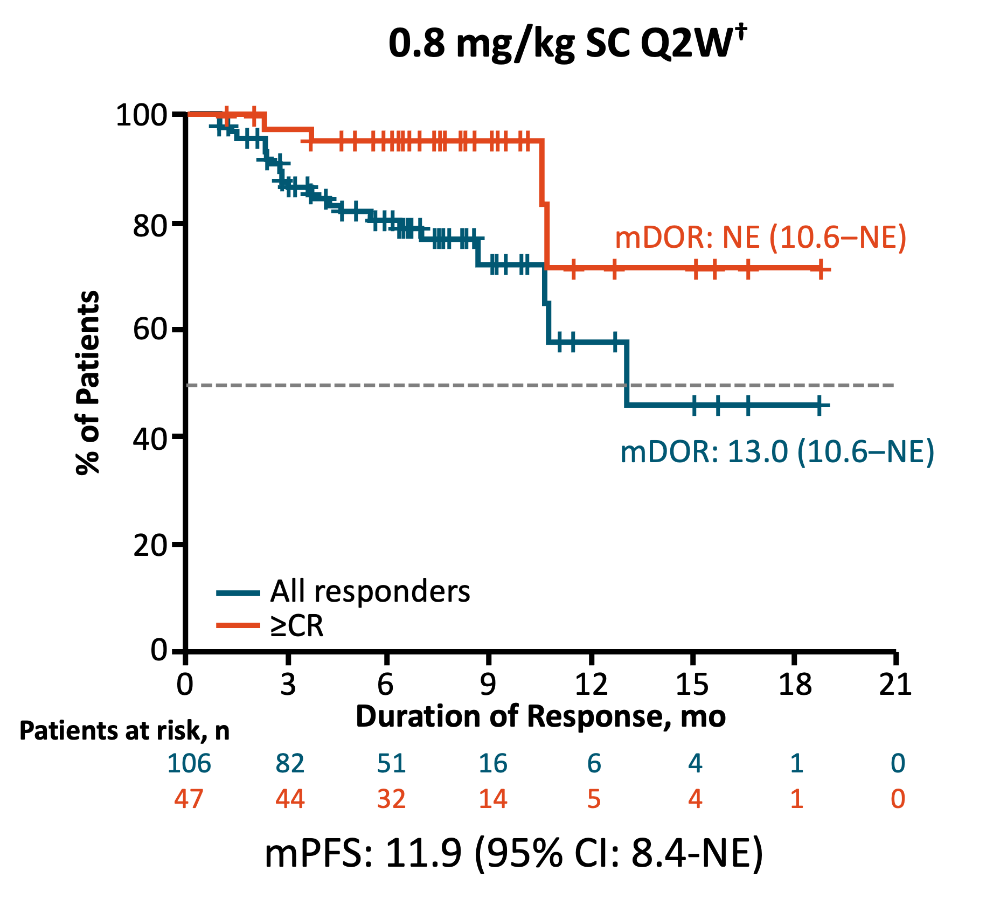 0.8 mg/kg SC Q2W†
100
80
60
40
20
0
% of Patients
mDOR: NE (10.6–NE)
mDOR: 13.0 (10.6–NE)
All responders
≥CR
0 3 6 9 12 15 18 21
Duration of Response, mo
Patients at risk, n
106 82 51 16 6 4 1 0
47 44 32 14 5 4 1 0
mPFS: 11.9 (95% CI: 8.4-NE)